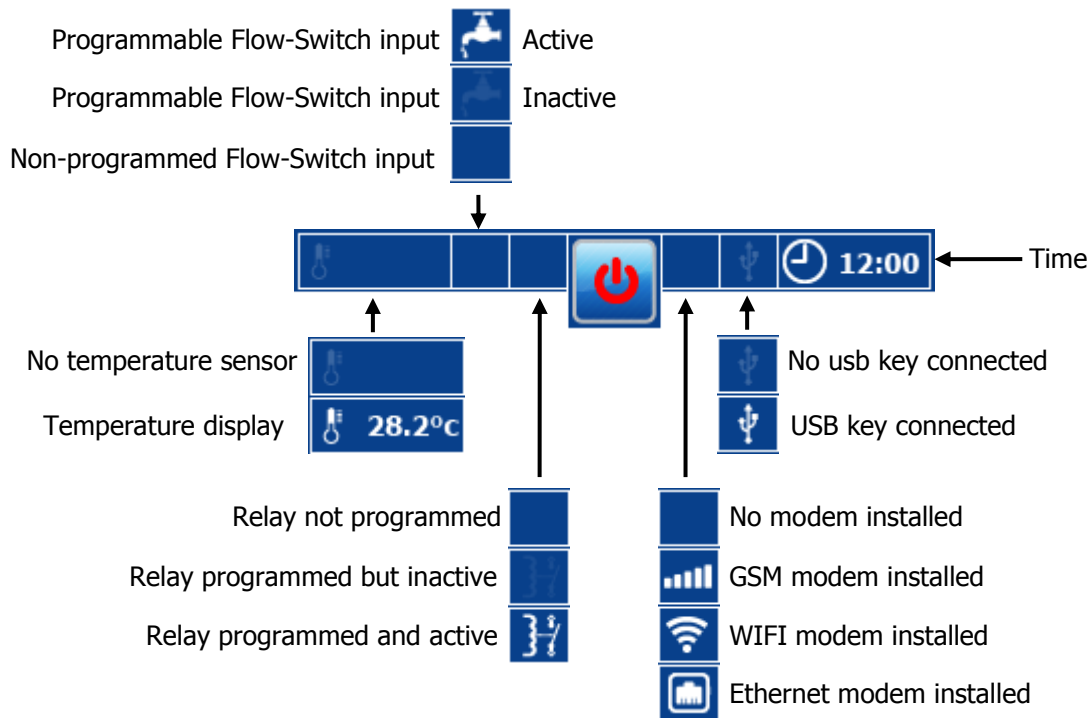 Programmable Flow-Switch input Active
Programmable Flow-Switch input Inactive
Non-programmed Flow-Switch input
12:00 Time
No temperature sensor No usb key connected
Temperature display 28.2°C USB key connected
Relay not programmed No modem installed
Relay programmed but inactive GSM modem installed
Relay programmed and active WIFI modem installed
Ethernet modem installed